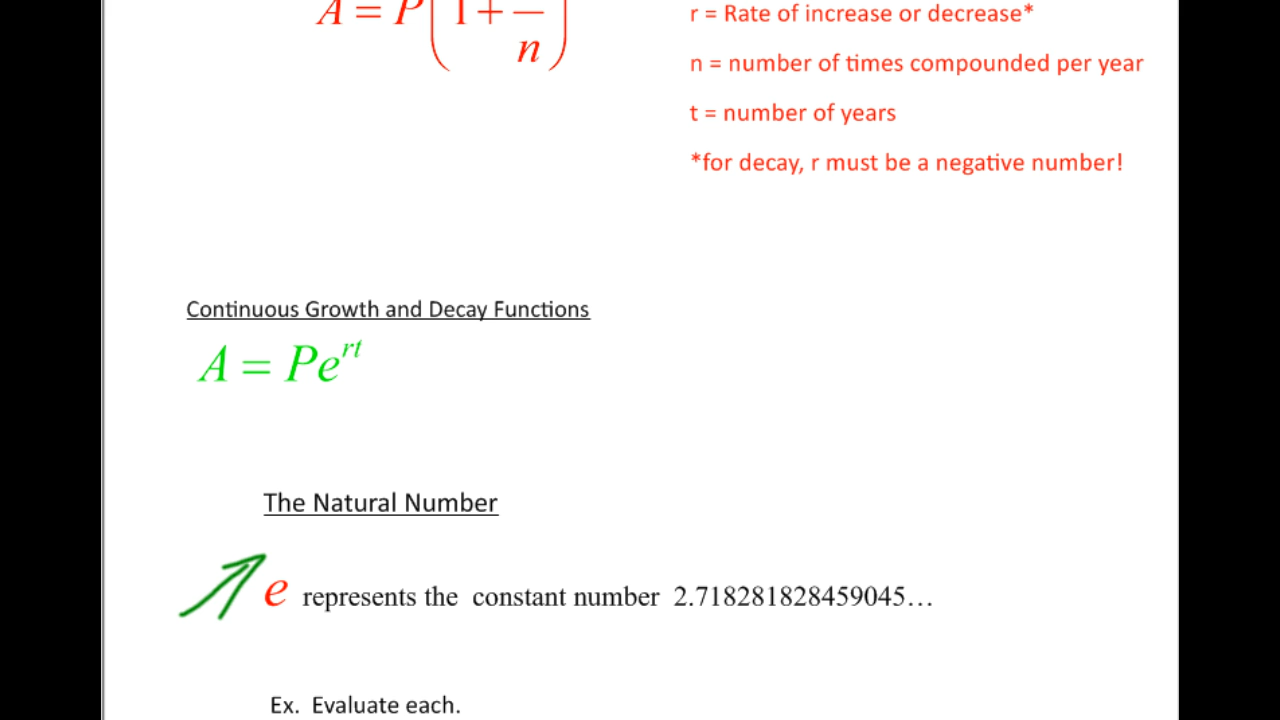 A = P(1 + — n)
r = Rate of increase or decrease*
n = number of times compounded per year
t = number of years
*for decay, r must be a negative number!
Continuous Growth and Decay Functions
A = Pe^rt
The Natural Number
e represents the constant number 2.718281828459045…
Ex. Evaluate each.